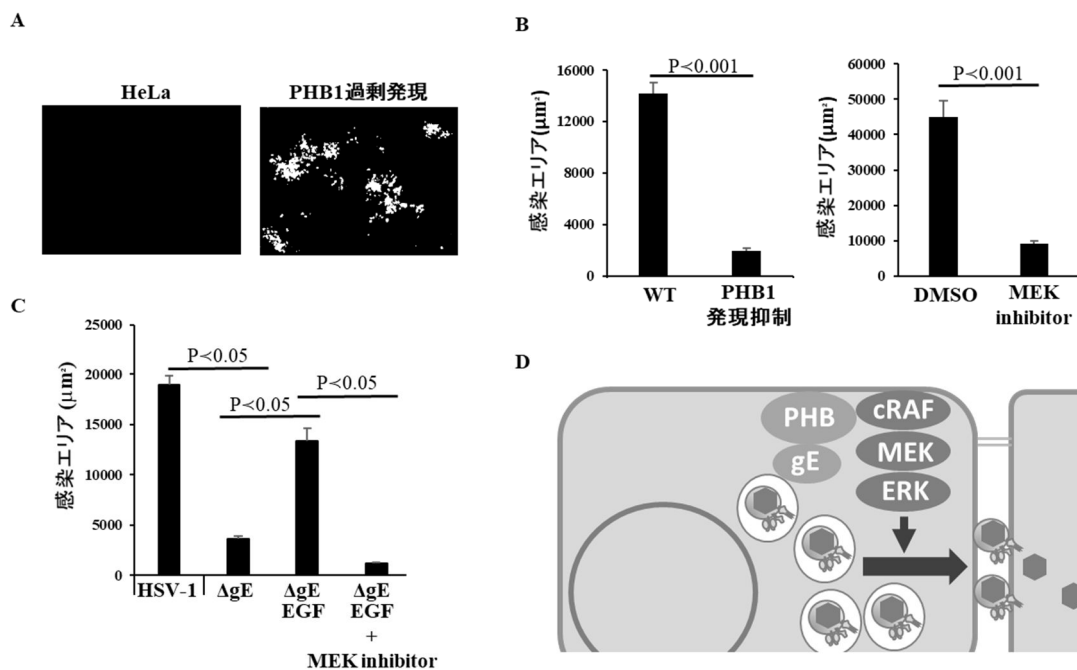 A
HeLa
PHB1過剰発現
B
感染エリア(μm²)
16000
12000
8000
4000
0
P<0.001
WT
PHB1
発現抑制
感染エリア(μm²)
60000
50000
40000
30000
20000
10000
0
P<0.001
DMSO
MEK
inhibitor
C
感染エリア (μm²)
25000
20000
15000
10000
5000
0
P<0.05
P<0.05
P<0.05
HSV-1
ΔgE
ΔgE
EGF
ΔgE
EGF
+
MEK inhibitor
D
PHB
gE
cRAF
MEK
ERK